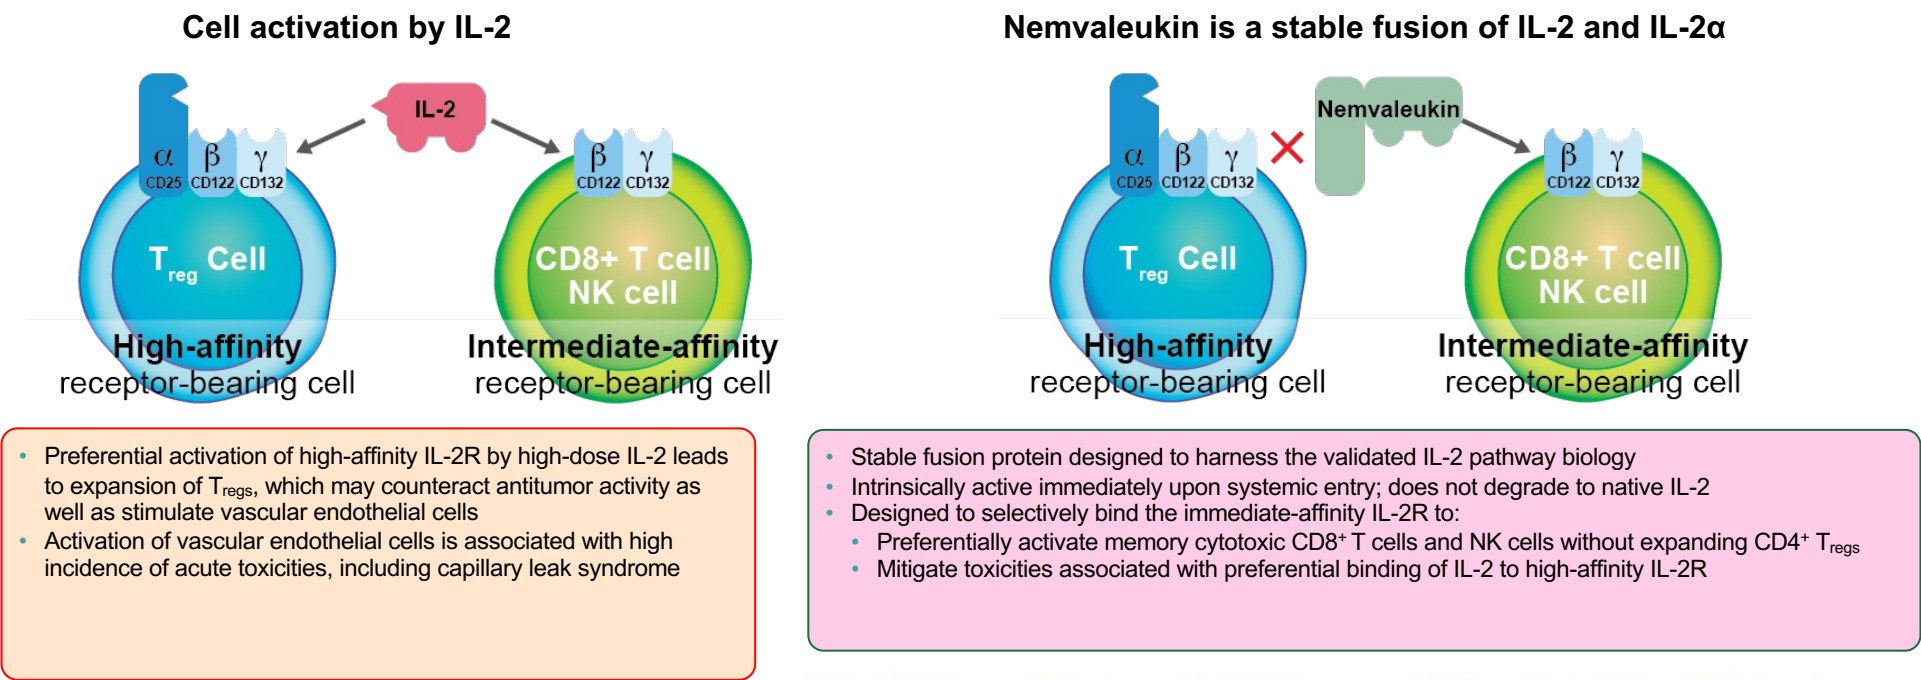 Cell activation by IL-2
IL-2
α
CD25
β
CD122
γ
CD132
β
CD122
γ
CD132
Treg Cell
CD8+ T cell
NK cell
High-affinity
receptor-bearing cell
Intermediate-affinity
receptor-bearing cell
• Preferential activation of high-affinity IL-2R by high-dose IL-2 leads
to expansion of Tregs, which may counteract antitumor activity as
well as stimulate vascular endothelial cells
• Activation of vascular endothelial cells is associated with high
incidence of acute toxicities, including capillary leak syndrome
Nemvaleukin is a stable fusion of IL-2 and IL-2α
Nemvaleukin
α
CD25
β
CD122
γ
CD132
β
CD122
γ
CD132
Treg Cell
CD8+ T cell
NK cell
High-affinity
receptor-bearing cell
Intermediate-affinity
receptor-bearing cell
• Stable fusion protein designed to harness the validated IL-2 pathway biology
• Intrinsically active immediately upon systemic entry; does not degrade to native IL-2
• Designed to selectively bind the immediate-affinity IL-2R to:
• Preferentially activate memory cytotoxic CD8⁺ T cells and NK cells without expanding CD4⁺ Tregs
• Mitigate toxicities associated with preferential binding of IL-2 to high-affinity IL-2R